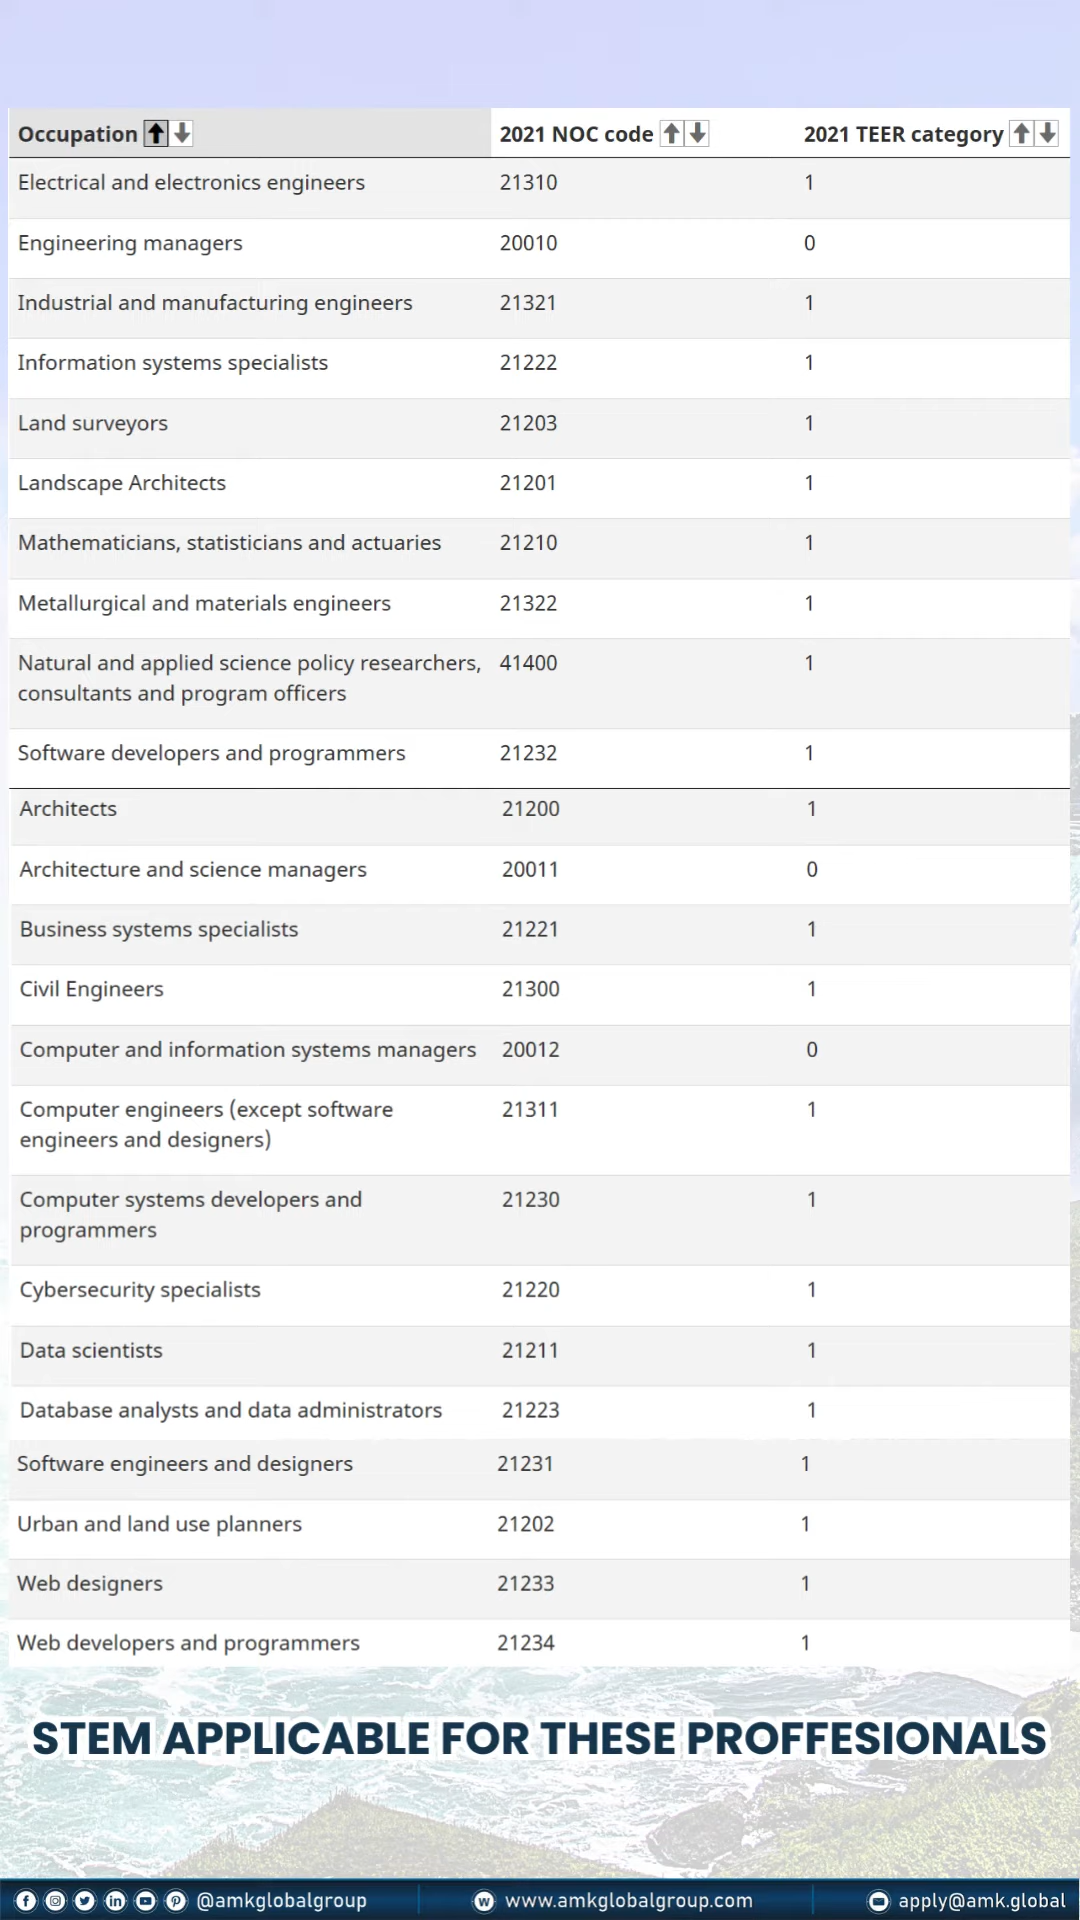 Occupation 2021 NOC code 2021 TEER category
Electrical and electronics engineers 21310 1
Engineering managers 20010 0
Industrial and manufacturing engineers 21321 1
Information systems specialists 21222 1
Land surveyors 21203 1
Landscape Architects 21201 1
Mathematicians, statisticians and actuaries 21210 1
Metallurgical and materials engineers 21322 1
Natural and applied science policy researchers, 41400 1
consultants and program officers
Software developers and programmers 21232 1
Architects 21200 1
Architecture and science managers 20011 0
Business systems specialists 21221 1
Civil Engineers 21300 1
Computer and information systems managers 20012 0
Computer engineers (except software 21311 1
engineers and designers)
Computer systems developers and 21230 1
programmers
Cybersecurity specialists 21220 1
Data scientists 21211 1
Database analysts and data administrators 21223 1
Software engineers and designers 21231 1
Urban and land use planners 21202 1
Web designers 21233 1
Web developers and programmers 21234 1
STEM APPLICABLE FOR THESE PROFFESIONALS
@amkglobalgroup www.amkglobalgroup.com apply@amk.global